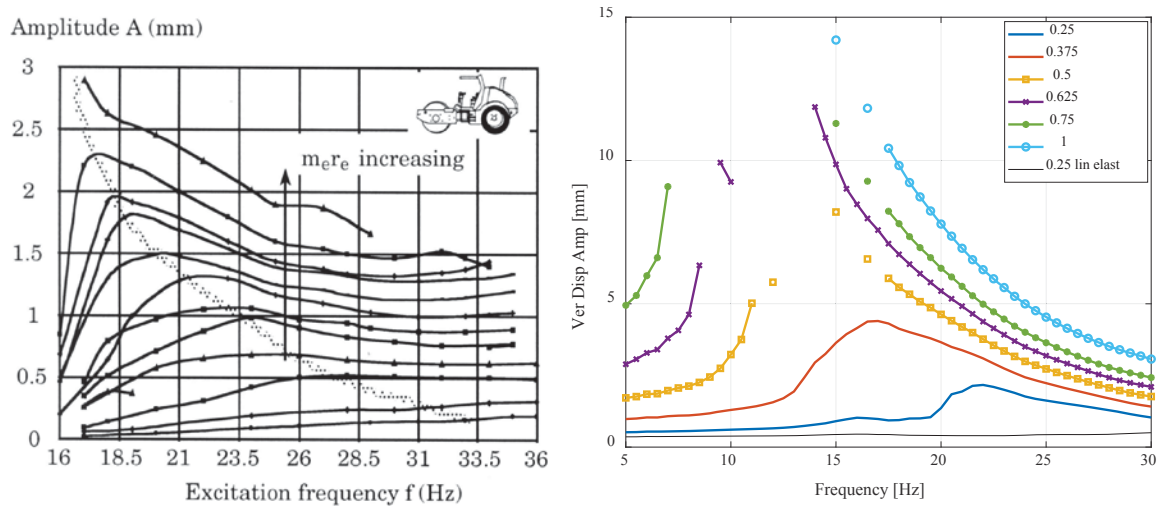 Amplitude A (mm)
3
2.5
2
1.5
1
0.5
0
mₑrₑ increasing
16 18.5 21 23.5 26 28.5 31 33.5 36
Excitation frequency f (Hz)
15
10
5
0
Ver Disp Amp [mm]
0.25
0.375
0.5
0.625
0.75
1
0.25 lin elast
5 10 15 20 25 30
Frequency [Hz]